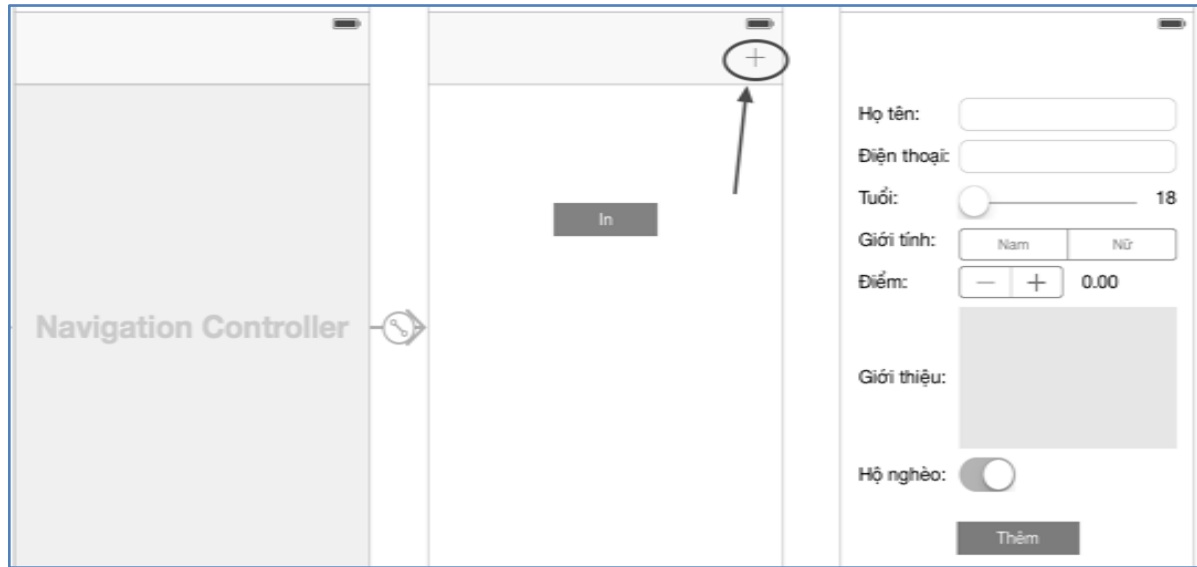 Navigation Controller
In
Họ tên:
Điện thoại:
Tuổi: 18
Giới tính: Nam Nữ
Điểm: 0.00
Giới thiệu:
Hộ nghèo:
Thêm